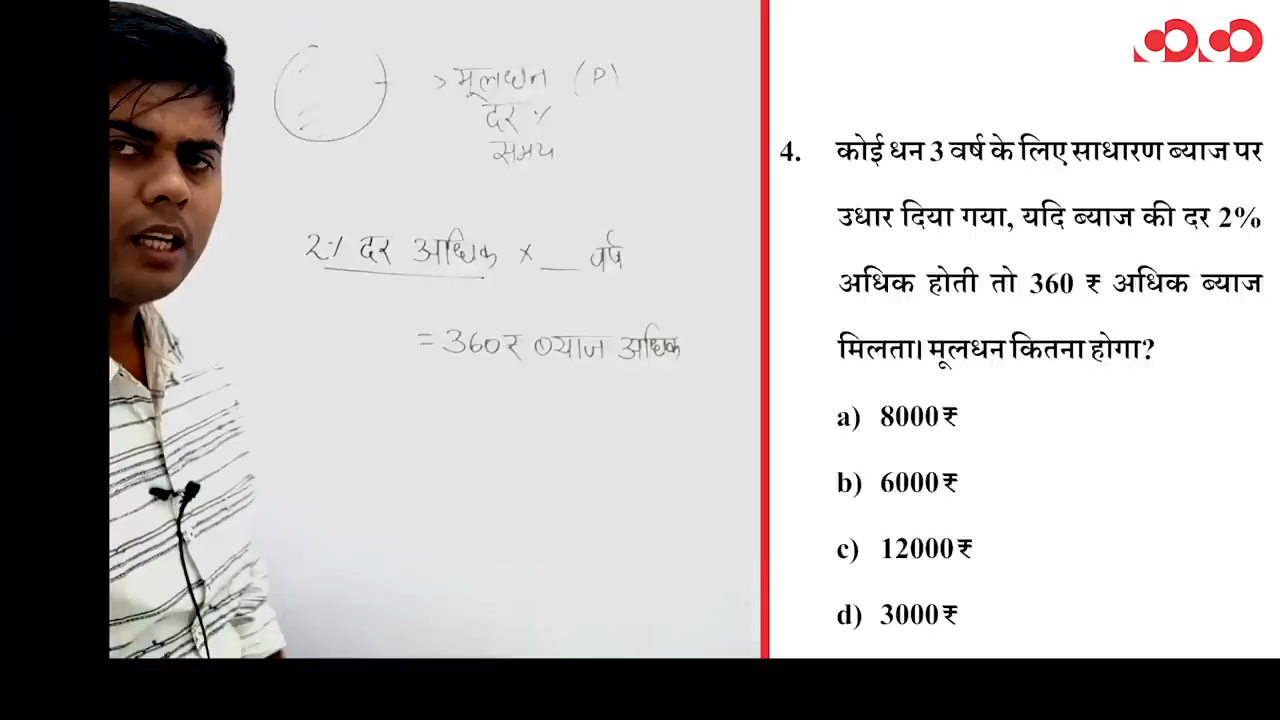 मूलधन (P)
दर %
समय
2% दर अधिक × __ वर्ष
= 360₹ ब्याज अधिक
4. कोई धन 3 वर्ष के लिए साधारण ब्याज पर
उधार दिया गया, यदि ब्याज की दर 2%
अधिक होती तो 360 ₹ अधिक ब्याज
मिलता। मूलधन कितना होगा?
a) 8000₹
b) 6000₹
c) 12000₹
d) 3000₹